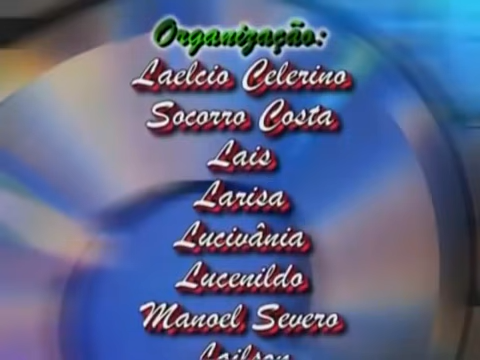 Organização:
Laelcio Celerino
Socorro Costa
Lais
Larisa
Lucivânia
Lucenildo
Manoel Severo